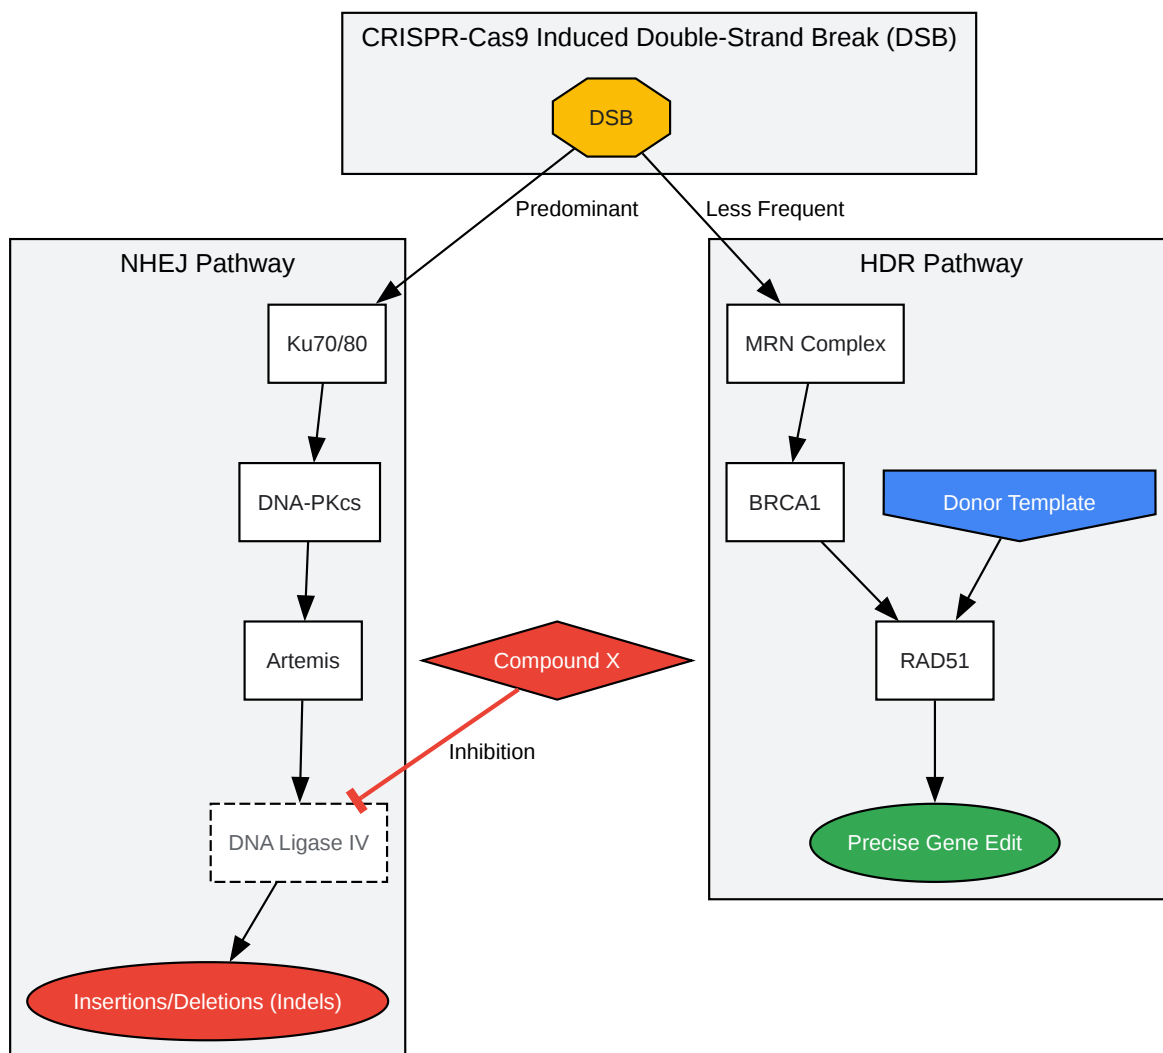 CRISPR-Cas9 Induced Double-Strand Break (DSB)
DSB
Predominant
Less Frequent
NHEJ Pathway
HDR Pathway
Ku70/80
MRN Complex
DNA-PKcs
BRCA1
Donor Template
Artemis
Compound X
RAD51
Inhibition
DNA Ligase IV
Precise Gene Edit
Insertions/Deletions (Indels)